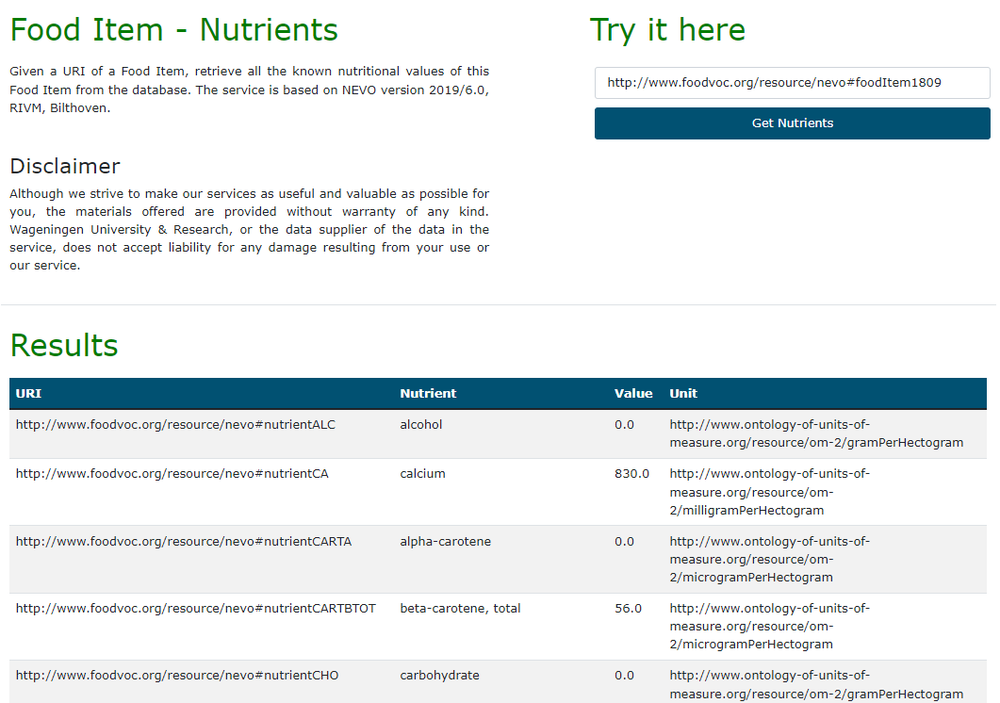 Food Item - Nutrients
Given a URI of a Food Item, retrieve all the known nutritional values of this
Food Item from the database. The service is based on NEVO version 2019/6.0,
RIVM, Bilthoven.
Disclaimer
Although we strive to make our services as useful and valuable as possible for
you, the materials offered are provided without warranty of any kind.
Wageningen University & Research, or the data supplier of the data in the
service, does not accept liability for any damage resulting from your use or
our service.
Try it here
http://www.foodvoc.org/resource/nevo#foodItem1809
Get Nutrients
Results
URI Nutrient Value Unit
http://www.foodvoc.org/resource/nevo#nutrientALC alcohol 0.0 http://www.ontology-of-units-of-
measure.org/resource/om-2/gramPerHectogram
http://www.foodvoc.org/resource/nevo#nutrientCA calcium 830.0 http://www.ontology-of-units-of-
measure.org/resource/om-
2/milligramPerHectogram
http://www.foodvoc.org/resource/nevo#nutrientCARTA alpha-carotene 0.0 http://www.ontology-of-units-of-
measure.org/resource/om-
2/microgramPerHectogram
http://www.foodvoc.org/resource/nevo#nutrientCARTBTOT beta-carotene, total 56.0 http://www.ontology-of-units-of-
measure.org/resource/om-
2/microgramPerHectogram
http://www.foodvoc.org/resource/nevo#nutrientCHO carbohydrate 0.0 http://www.ontology-of-units-of-
measure.org/resource/om-2/gramPerHectogram